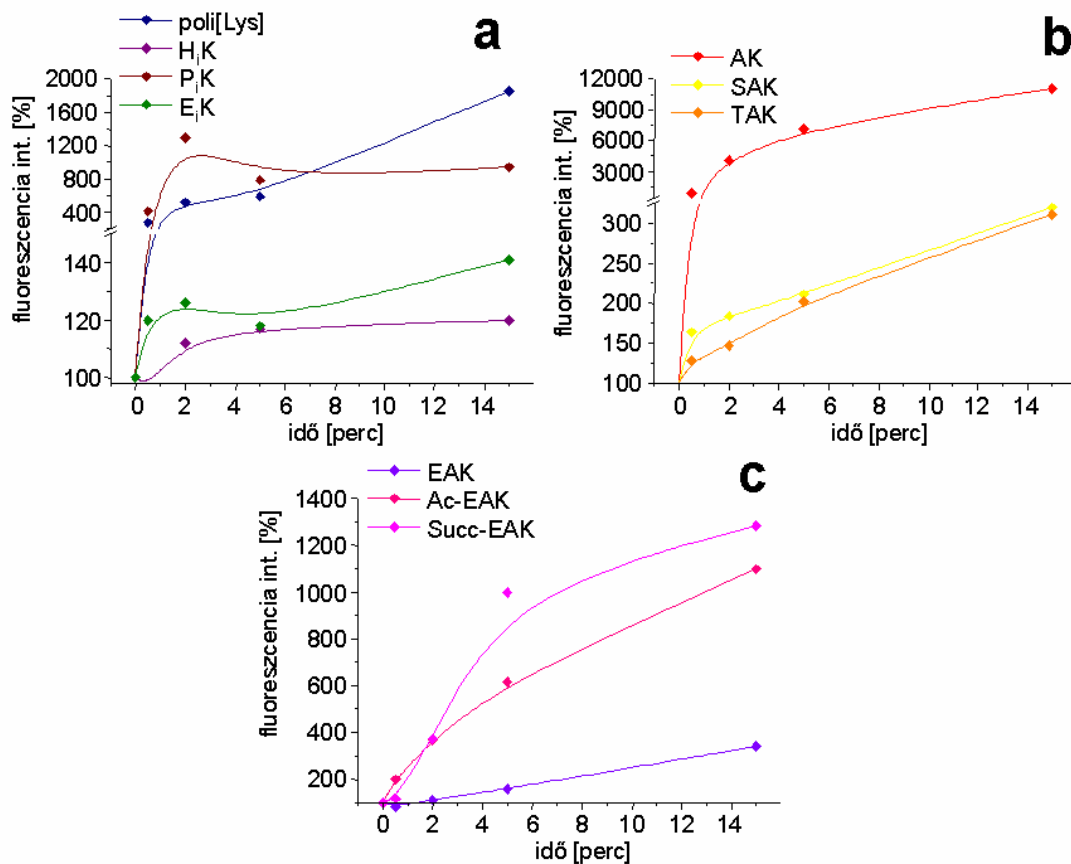 a
poli[Lys]
HiK
PiK
EiK
fluoreszcencia int. [%]
2000
1600
1200
800
400
140
120
100
0 2 4 6 8 10 12 14
idő [perc]
b
AK
SAK
TAK
fluoreszcencia int. [%]
12000
9000
6000
3000
300
250
200
150
100
0 2 4 6 8 10 12 14
idő [perc]
c
EAK
Ac-EAK
Succ-EAK
fluoreszcencia int. [%]
1400
1200
1000
800
600
400
200
0 2 4 6 8 10 12 14
idő [perc]